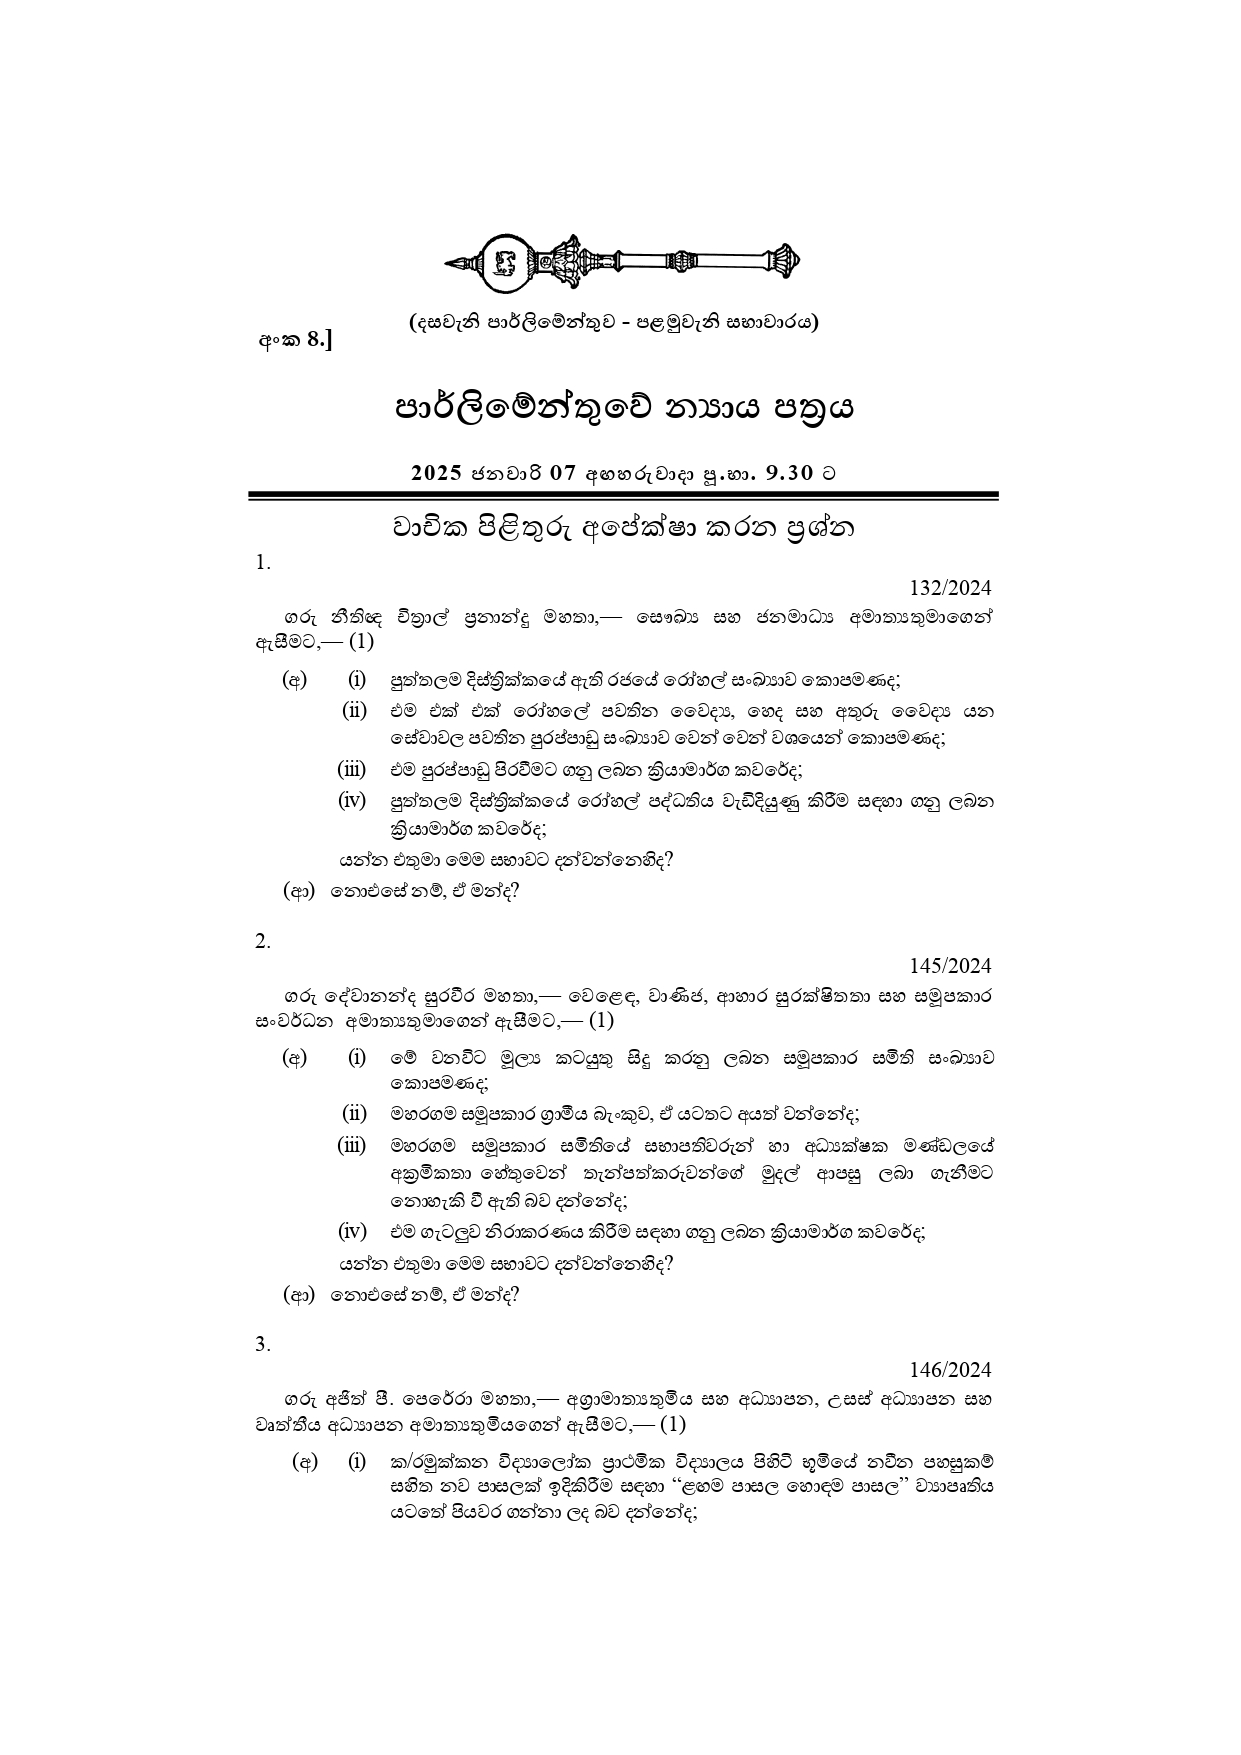 (දසවැනි පාර්ලිමේන්තුව - පළමුවැනි සභාවාරය)
අංක 8.]
පාර්ලිමේන්තුවේ න්‍යාය පත්‍රය
2025 ජනවාරි 07 අඟහරුවාදා පූ.භා. 9.30 ට
වාචික පිළිතුරු අපේක්ෂා කරන ප්‍රශ්න
1.
132/2024
ගරු නීතිඥ චිත්‍රාල් ප්‍රනාන්දු මහතා,— සෞඛ්‍ය සහ ජනමාධ්‍ය අමාත්‍යතුමාගෙන්
ඇසීමට,— (1)
(අ) (i) පුත්තලම දිස්ත්‍රික්කයේ ඇති රජයේ රෝහල් සංඛ්‍යාව කොපමණද;
(ii) එම එක් එක් රෝහලේ පවතින වෛද්‍ය, හෙද සහ අතුරු වෛද්‍ය යන
සේවාවල පවතින පුරප්පාඩු සංඛ්‍යාව වෙන් වෙන් වශයෙන් කොපමණද;
(iii) එම පුරප්පාඩු පිරවීමට ගනු ලබන ක්‍රියාමාර්ග කවරේද;
(iv) පුත්තලම දිස්ත්‍රික්කයේ රෝහල් පද්ධතිය වැඩිදියුණු කිරීම සඳහා ගනු ලබන
ක්‍රියාමාර්ග කවරේද;
යන්න එතුමා මෙම සභාවට දන්වන්නෙහිද?
(ආ) නොඑසේ නම්, ඒ මන්ද?
2.
145/2024
ගරු දේවානන්ද සුරවීර මහතා,— වෙළෙඳ, වාණිජ, ආහාර සුරක්ෂිතතා සහ සමූපකාර
සංවර්ධන අමාත්‍යතුමාගෙන් ඇසීමට,— (1)
(අ) (i) මේ වනවිට මූල්‍ය කටයුතු සිදු කරනු ලබන සමූපකාර සමිති සංඛ්‍යාව
කොපමණද;
(ii) මහරගම සමූපකාර ග්‍රාමීය බැංකුව, ඒ යටතට අයත් වන්නේද;
(iii) මහරගම සමූපකාර සමිතියේ සභාපතිවරුන් හා අධ්‍යක්ෂක මණ්ඩලයේ
අක්‍රමිකතා හේතුවෙන් තැන්පත්කරුවන්ගේ මුදල් ආපසු ලබා ගැනීමට
නොහැකි වී ඇති බව දන්නේද;
(iv) එම ගැටලුව නිරාකරණය කිරීම සඳහා ගනු ලබන ක්‍රියාමාර්ග කවරේද;
යන්න එතුමා මෙම සභාවට දන්වන්නෙහිද?
(ආ) නොඑසේ නම්, ඒ මන්ද?
3.
146/2024
ගරු අජිත් පී. පෙරේරා මහතා,— අග්‍රාමාත්‍යතුමිය සහ අධ්‍යාපන, උසස් අධ්‍යාපන සහ
වෘත්තීය අධ්‍යාපන අමාත්‍යතුමියගෙන් ඇසීමට,— (1)
(අ) (i) ක/රමුක්කන විද්‍යාලෝක ප්‍රාථමික විද්‍යාලය පිහිටි භූමියේ නවීන පහසුකම්
සහිත නව පාසලක් ඉදිකිරීම සඳහා “ළඟම පාසල හොඳම පාසල” ව්‍යාපෘතිය
යටතේ පියවර ගන්නා ලද බව දන්නේද;